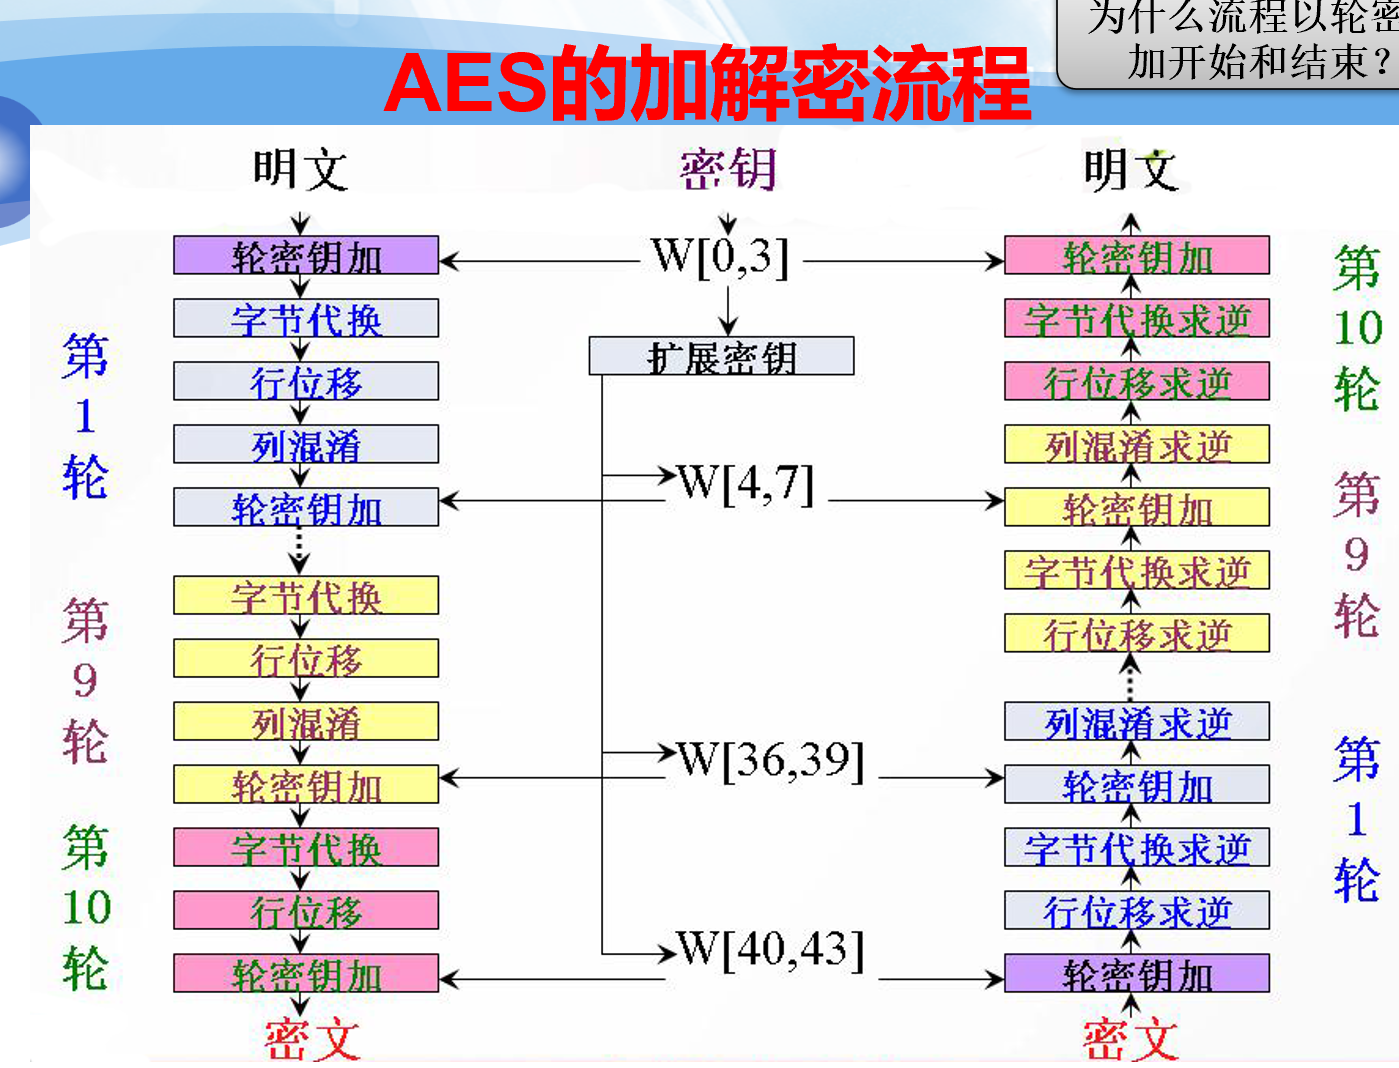 为什么流程以轮密
加开始和结束?
AES的加解密流程
明文
密钥
明文
轮密钥加
字节代换
行位移
列混淆
轮密钥加
字节代换
行位移
列混淆
轮密钥加
字节代换
行位移
轮密钥加
密文
第
1
轮
第
9
轮
第
10
轮
W[0,3]
扩展密钥
W[4,7]
W[36,39]
W[40,43]
轮密钥加
字节代换求逆
行位移求逆
列混淆求逆
轮密钥加
字节代换求逆
行位移求逆
列混淆求逆
轮密钥加
字节代换求逆
行位移求逆
轮密钥加
密文
第
10
轮
第
9
轮
第
1
轮